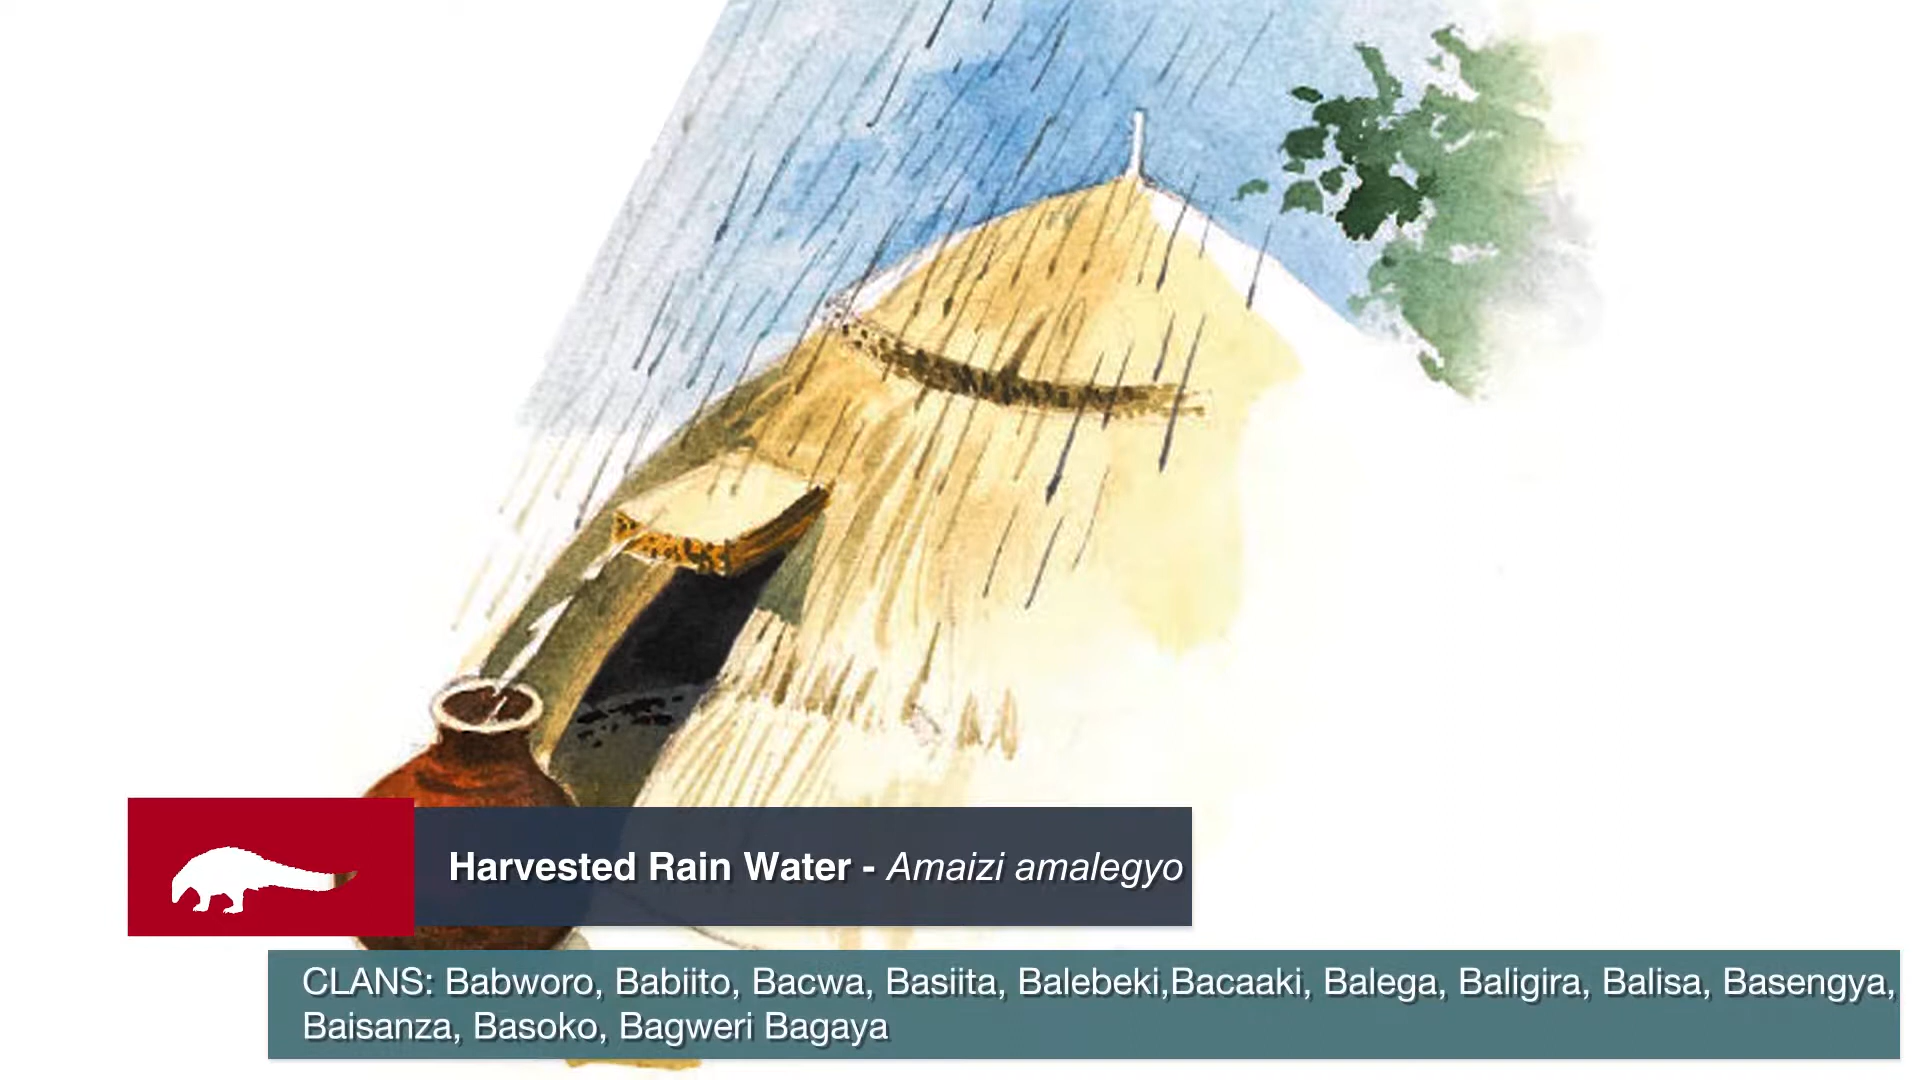 Harvested Rain Water - Amaizi amalegyo
CLANS: Babworo, Babiito, Bacwa, Basiita, Balebeki,Bacaaki, Balega, Baligira, Balisa, Basengya,
Baisanza, Basoko, Bagweri Bagaya